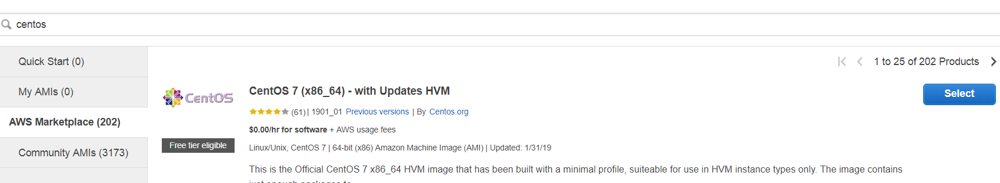 centos
Quick Start (0)
1 to 25 of 202 Products
My AMIs (0)
CentOS
CentOS 7 (x86_64) - with Updates HVM
Select
(61) | 1901_01 Previous versions | By Centos.org
AWS Marketplace (202)
$0.00/hr for software + AWS usage fees
Free tier eligible
Linux/Unix, CentOS 7 | 64-bit (x86) Amazon Machine Image (AMI) | Updated: 1/31/19
Community AMIs (3173)
This is the Official CentOS 7 x86_64 HVM image that has been built with a minimal profile, suiteable for use in HVM instance types only. The image contains
just enough packages to